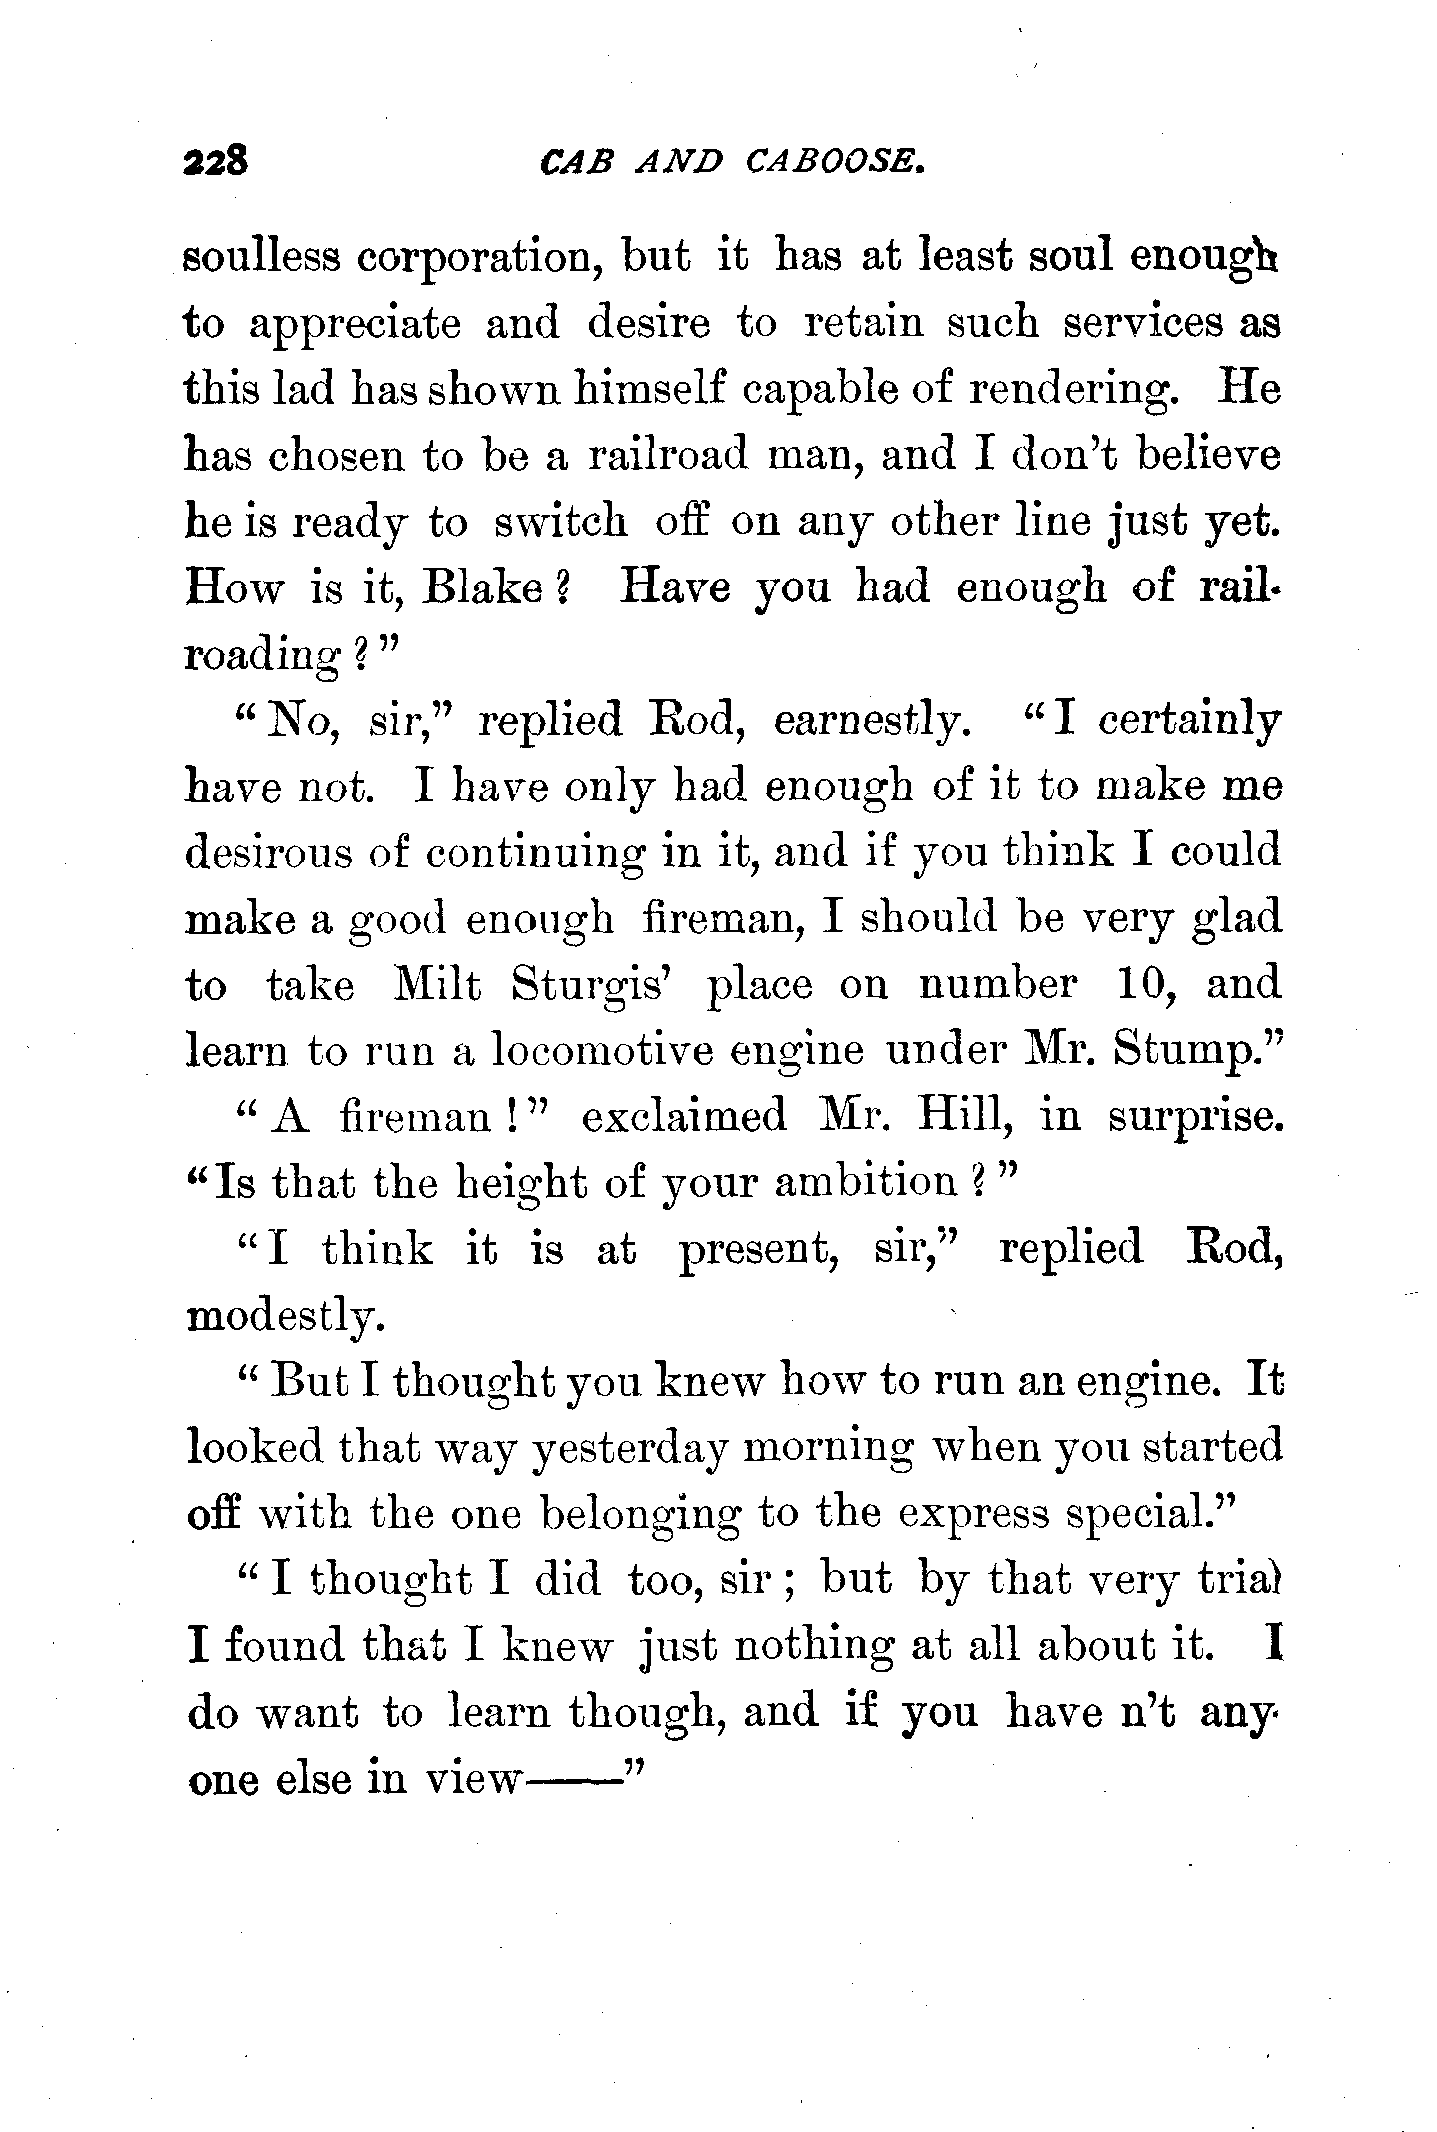 228 CAB AND CABOOSE.
soulless corporation, but it has at least soul enough
to appreciate and desire to retain such services as
this lad has shown himself capable of rendering. He
has chosen to be a railroad man, and I don't believe
he is ready to switch off on any other line just yet.
How is it, Blake? Have you had enough of rail-
roading?"
"No, sir," replied Rod, earnestly. "I certainly
have not. I have only had enough of it to make me
desirous of continuing in it, and if you think I could
make a good enough fireman, I should be very glad
to take Milt Sturgis' place on number 10, and
learn to run a locomotive engine under Mr. Stump."
"A fireman!" exclaimed Mr. Hill, in surprise.
"Is that the height of your ambition?"
"I think it is at present, sir," replied Rod,
modestly.
"But I thought you knew how to run an engine. It
looked that way yesterday morning when you started
off with the one belonging to the express special."
"I thought I did too, sir; but by that very trial
I found that I knew just nothing at all about it. I
do want to learn though, and if you have n't any-
one else in view——"